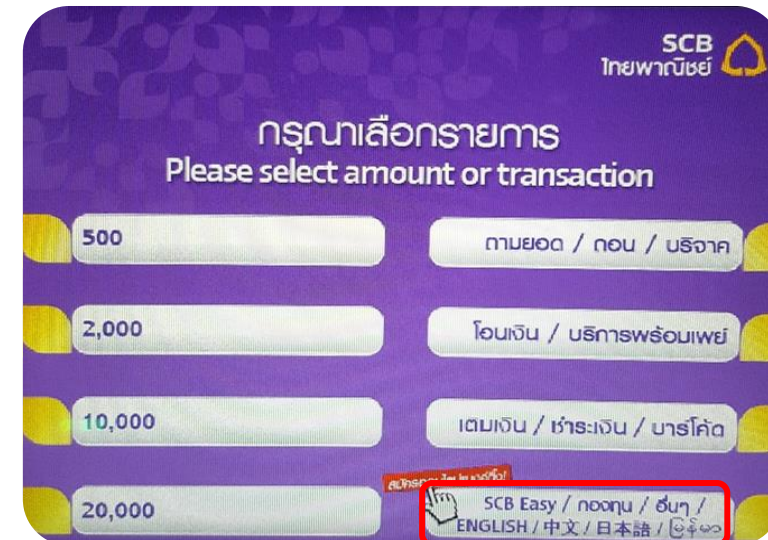 SCB
ไทยพาณิชย์
กรุณาเลือกรายการ
Please select amount or transaction
500
ถามยอด / ถอน / บริจาค
2,000
โอนเงิน / บริการพร้อมเพย์
10,000
เติมเงิน / ชำระเงิน / บาร์โค้ด
20,000
SCB Easy / กองทุน / อื่นๆ /
ENGLISH / 中文 / 日本語 / မြန်မာ